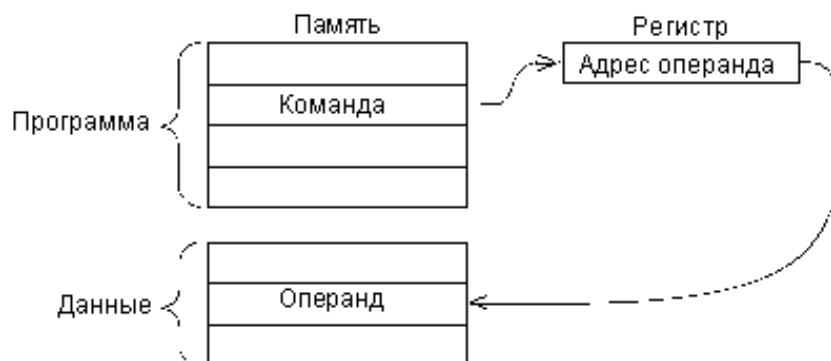 Память
Регистр
Адрес операнда
Команда
Программа
Операнд
Данные